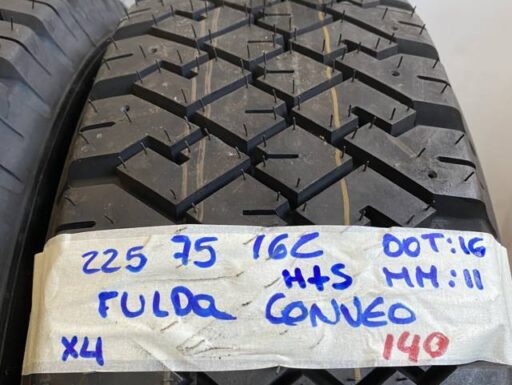 225 75 16C DOT:16
M+S MM:11
FULDA CONVEO
X4 140